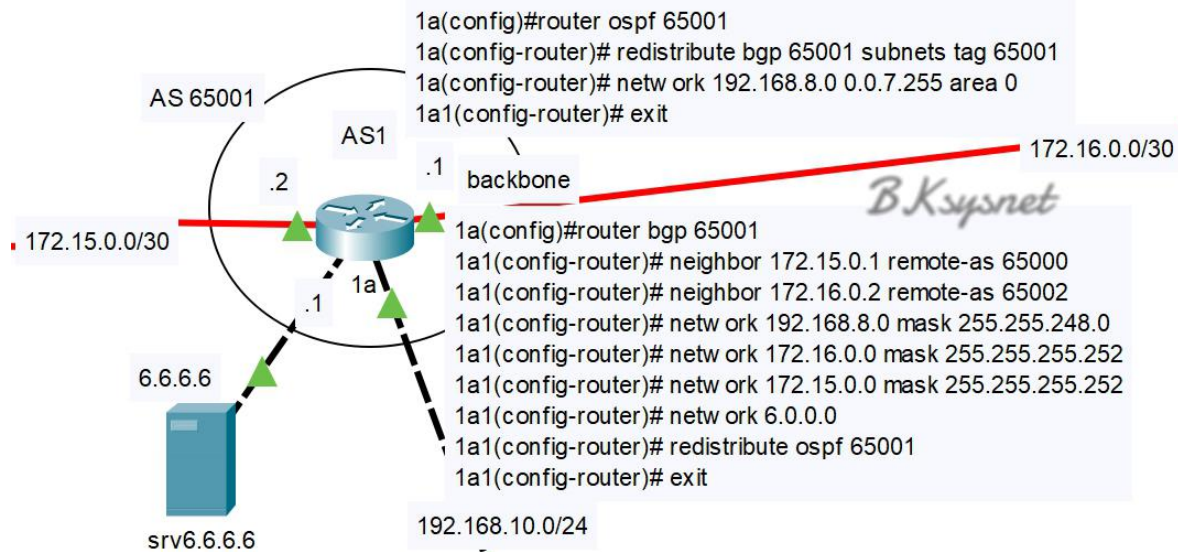 1a(config)#router ospf 65001
1a(config-router)# redistribute bgp 65001 subnets tag 65001
1a(config-router)# netw ork 192.168.8.0 0.0.7.255 area 0
1a1(config-router)# exit
AS 65001
AS1
172.16.0.0/30
.2
.1
backbone
BKsysnet
172.15.0.0/30
1a(config)#router bgp 65001
1a1(config-router)# neighbor 172.15.0.1 remote-as 65000
1a1(config-router)# neighbor 172.16.0.2 remote-as 65002
1a1(config-router)# netw ork 192.168.8.0 mask 255.255.248.0
1a1(config-router)# netw ork 172.16.0.0 mask 255.255.255.252
1a1(config-router)# netw ork 172.15.0.0 mask 255.255.255.252
1a1(config-router)# netw ork 6.0.0.0
1a1(config-router)# redistribute ospf 65001
1a1(config-router)# exit
1a
.1
6.6.6.6
192.168.10.0/24
srv6.6.6.6